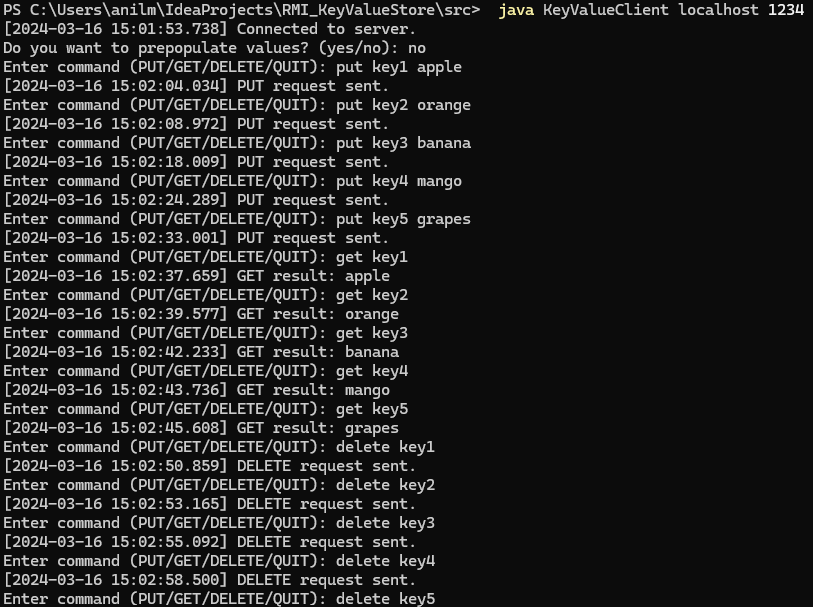 PS C:\Users\anilm\IdeaProjects\RMI_KeyValueStore\src>  java KeyValueClient localhost 1234
[2024-03-16 15:01:53.738] Connected to server.
Do you want to prepopulate values? (yes/no): no
Enter command (PUT/GET/DELETE/QUIT): put key1 apple
[2024-03-16 15:02:04.034] PUT request sent.
Enter command (PUT/GET/DELETE/QUIT): put key2 orange
[2024-03-16 15:02:08.972] PUT request sent.
Enter command (PUT/GET/DELETE/QUIT): put key3 banana
[2024-03-16 15:02:18.009] PUT request sent.
Enter command (PUT/GET/DELETE/QUIT): put key4 mango
[2024-03-16 15:02:24.289] PUT request sent.
Enter command (PUT/GET/DELETE/QUIT): put key5 grapes
[2024-03-16 15:02:33.001] PUT request sent.
Enter command (PUT/GET/DELETE/QUIT): get key1
[2024-03-16 15:02:37.659] GET result: apple
Enter command (PUT/GET/DELETE/QUIT): get key2
[2024-03-16 15:02:39.577] GET result: orange
Enter command (PUT/GET/DELETE/QUIT): get key3
[2024-03-16 15:02:42.233] GET result: banana
Enter command (PUT/GET/DELETE/QUIT): get key4
[2024-03-16 15:02:43.736] GET result: mango
Enter command (PUT/GET/DELETE/QUIT): get key5
[2024-03-16 15:02:45.608] GET result: grapes
Enter command (PUT/GET/DELETE/QUIT): delete key1
[2024-03-16 15:02:50.859] DELETE request sent.
Enter command (PUT/GET/DELETE/QUIT): delete key2
[2024-03-16 15:02:53.165] DELETE request sent.
Enter command (PUT/GET/DELETE/QUIT): delete key3
[2024-03-16 15:02:55.092] DELETE request sent.
Enter command (PUT/GET/DELETE/QUIT): delete key4
[2024-03-16 15:02:58.500] DELETE request sent.
Enter command (PUT/GET/DELETE/QUIT): delete key5